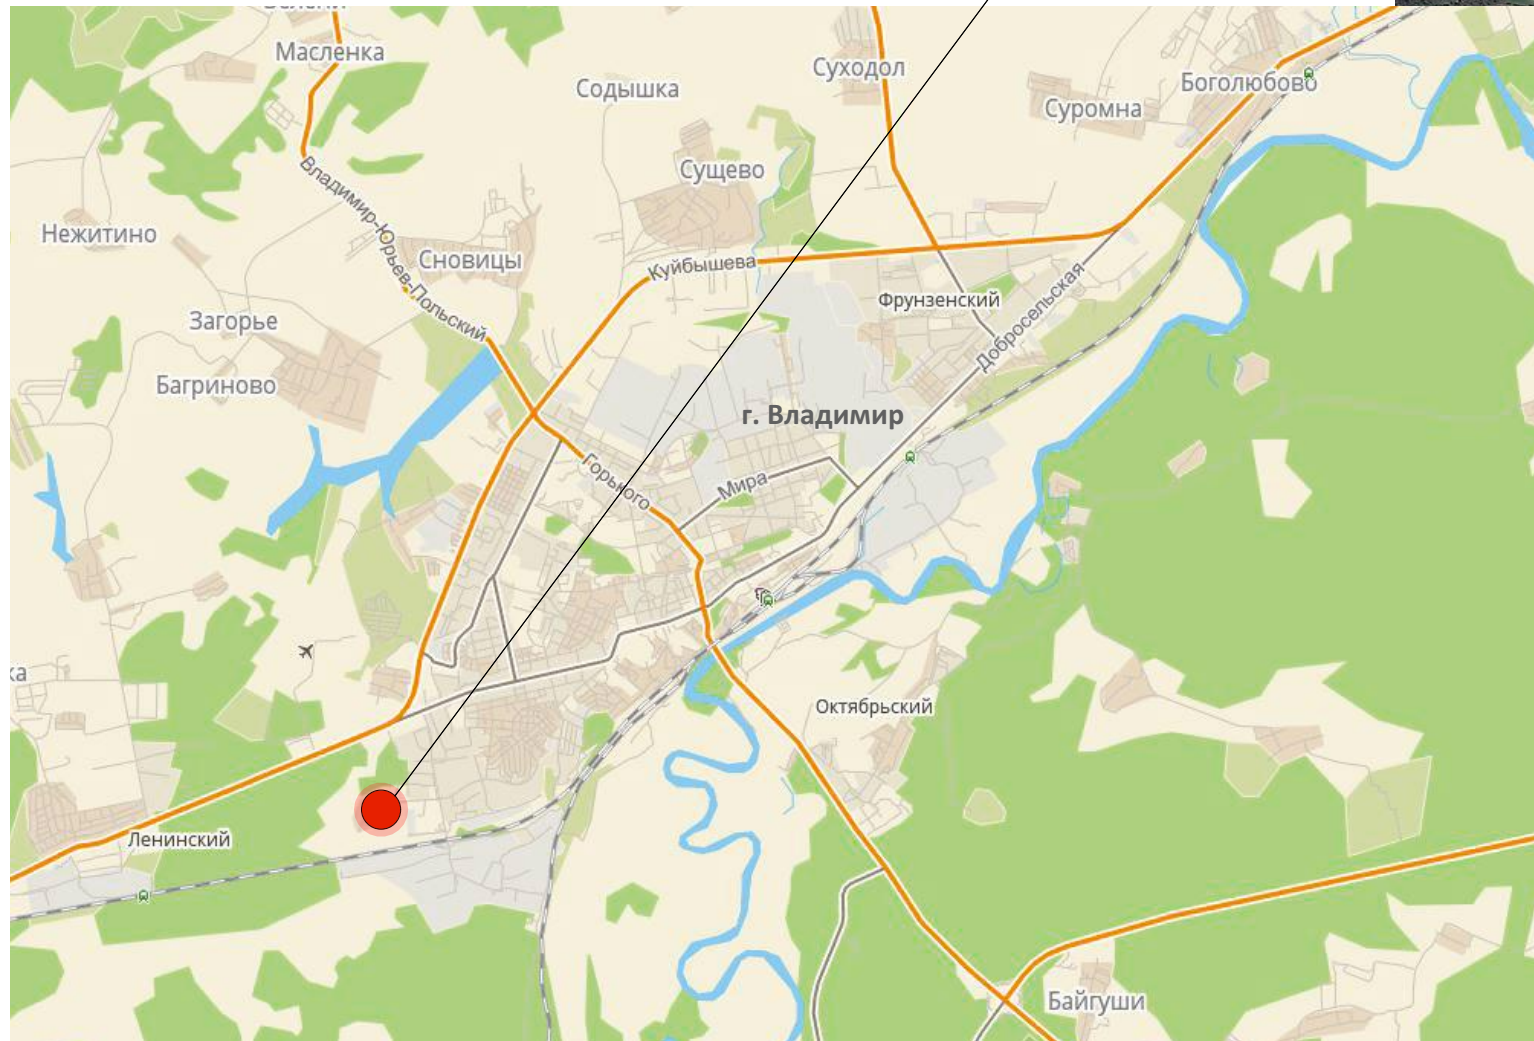 Масленка
Суходол
Содышка
Боголюбово
Суромна
Сущево
Владимир-Юрьев-Польский
Нежитино
Сновицы
Куйбышева
Фрунзенский
Добросельская
Загорье
Багриново
г. Владимир
Горького
Мира
ка
Октябрьский
Ленинский
Байгуши